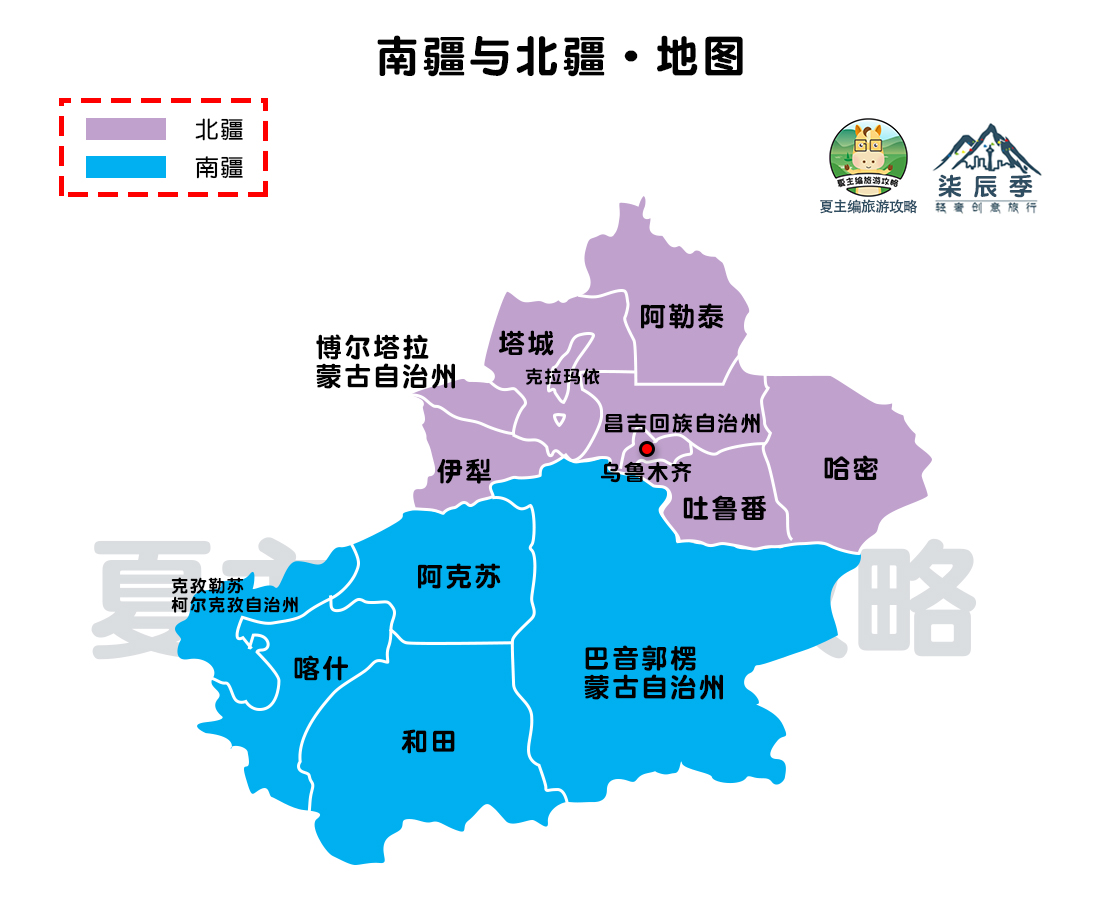 南疆与北疆·地图
北疆
南疆
夏主编旅游攻略
夏主编旅游攻略
柒辰季
轻奢创意旅行
阿勒泰
塔城
博尔塔拉
蒙古自治州
克拉玛依
昌吉回族自治州
伊犁
乌鲁木齐
哈密
吐鲁番
阿克苏
克孜勒苏
柯尔克孜自治州
喀什
巴音郭楞
蒙古自治州
和田